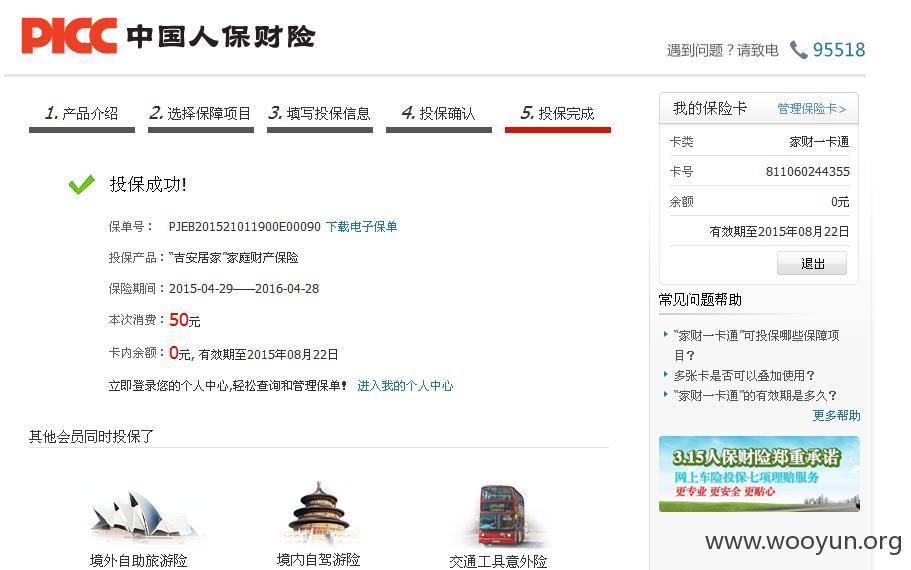 PICC 中国人保财险
遇到问题？请致电 95518
1. 产品介绍 2. 选择保障项目 3. 填写投保信息 4. 投保确认 5. 投保完成
投保成功!
保单号： PJEB201521011900E00090 下载电子保单
投保产品：“吉安居家”家庭财产保险
保险期间：2015-04-29——2016-04-28
本次消费：50元
卡内余额：0元, 有效期至2015年08月22日
立即登录您的个人中心,轻松查询和管理保单！ 进入我的个人中心
其他会员同时投保了
境外自助旅游险 境内自驾游险 交通工具意外险
我的保险卡 管理保险卡>
卡类 家财一卡通
卡号 811060244355
余额 0元
有效期至2015年08月22日
退出
常见问题帮助
“家财一卡通”可投保哪些保障项
目？
多张卡是否可以叠加使用？
“家财一卡通”的有效期是多久？
更多帮助
3.15人保财险郑重承诺
网上车险投保七项理赔服务
更专业 更安全 更贴心
www.wooyun.org